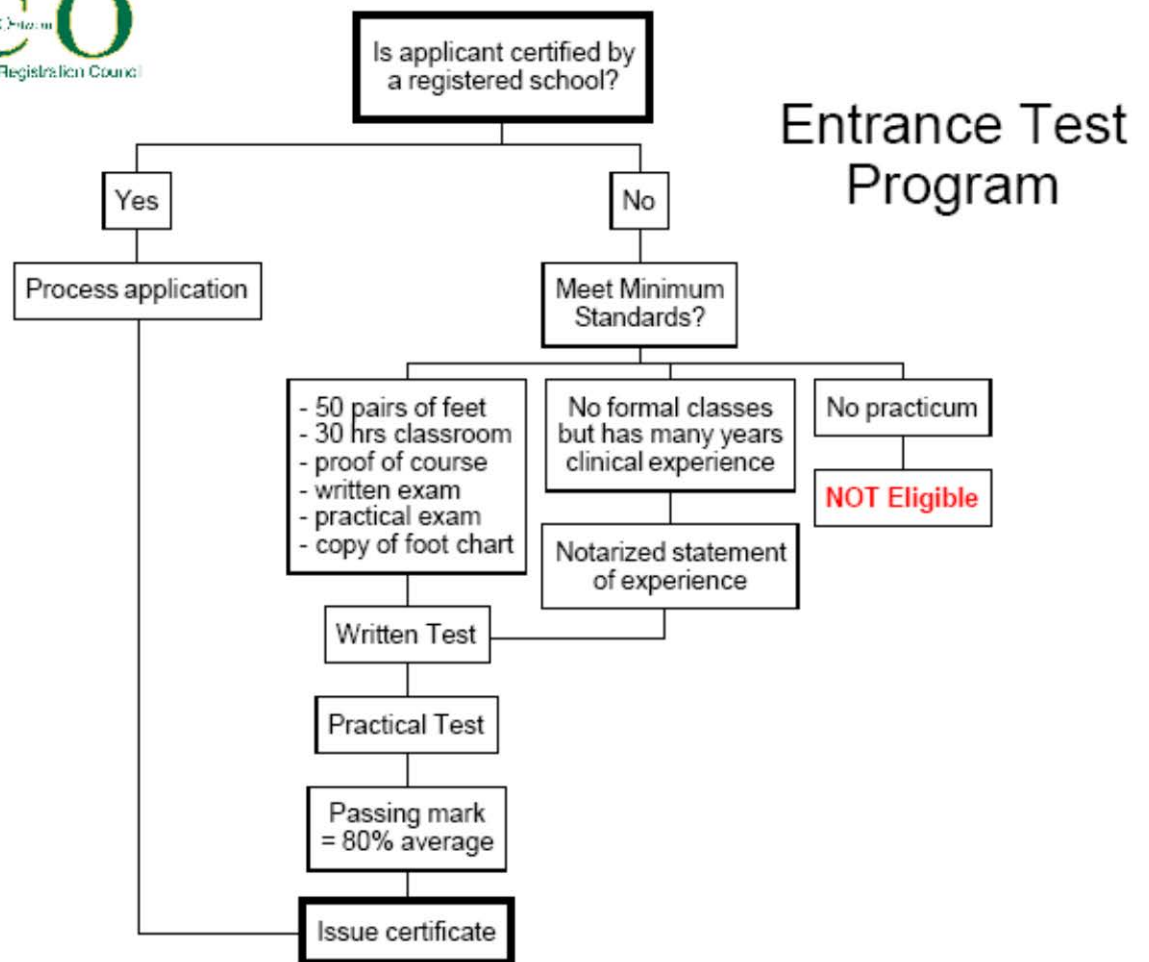 O
Registration Council
Is applicant certified by
a registered school?
Entrance Test
Program
Yes
No
Process application
Meet Minimum
Standards?
- 50 pairs of feet
- 30 hrs classroom
- proof of course
- written exam
- practical exam
- copy of foot chart
No formal classes
but has many years
clinical experience
No practicum
NOT Eligible
Notarized statement
of experience
Written Test
Practical Test
Passing mark
= 80% average
Issue certificate